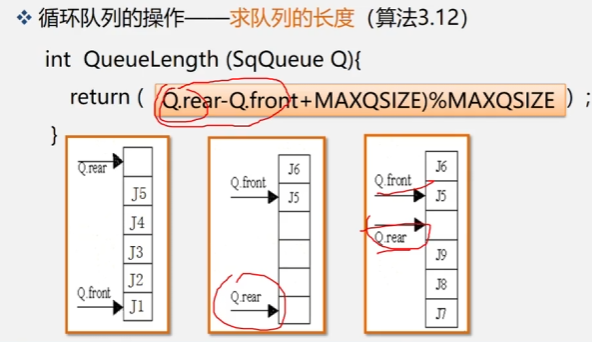 ❖ 循环队列的操作——求队列的长度（算法3.12）
int QueueLength (SqQueue Q){
return ( Q.rear-Q.front+MAXQSIZE)%MAXQSIZE ) ;
}
Q.rear
J5
J4
J3
J2
Q.front
J1
J6
Q.front
J5
Q.rear
J6
Q.front
J5
Q.rear
J9
J8
J7